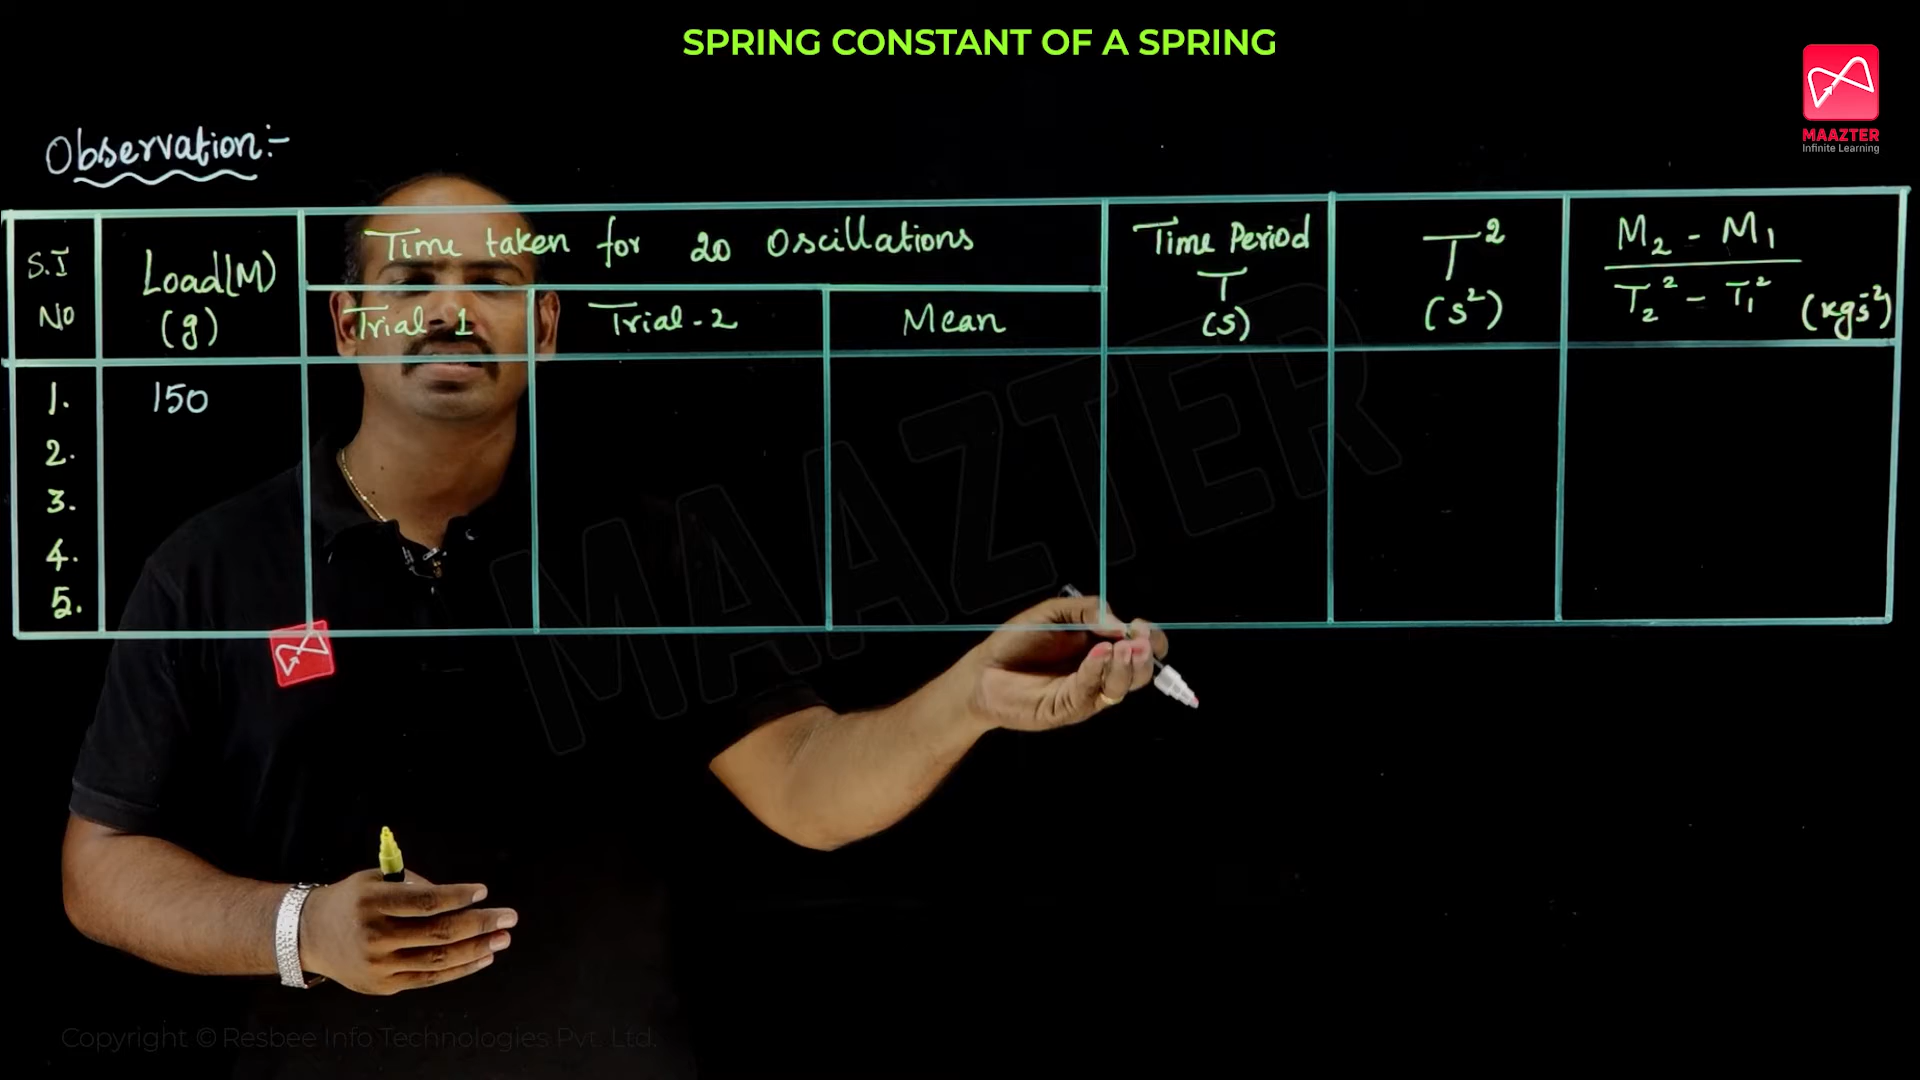 SPRING CONSTANT OF A SPRING
MAAZTER
Infinite Learning
Observation:-
S.I No
Load(M) (g)
Time taken for 20 Oscillations
Trial-1
Trial-2
Mean
Time Period T (s)
T² (s²)
M₂ - M₁ / T₂² - T₁² (kgs⁻²)
1. 150
2.
3.
4.
5.
MAAZTER
Copyright © Resbee Info Technologies Pvt. Ltd.